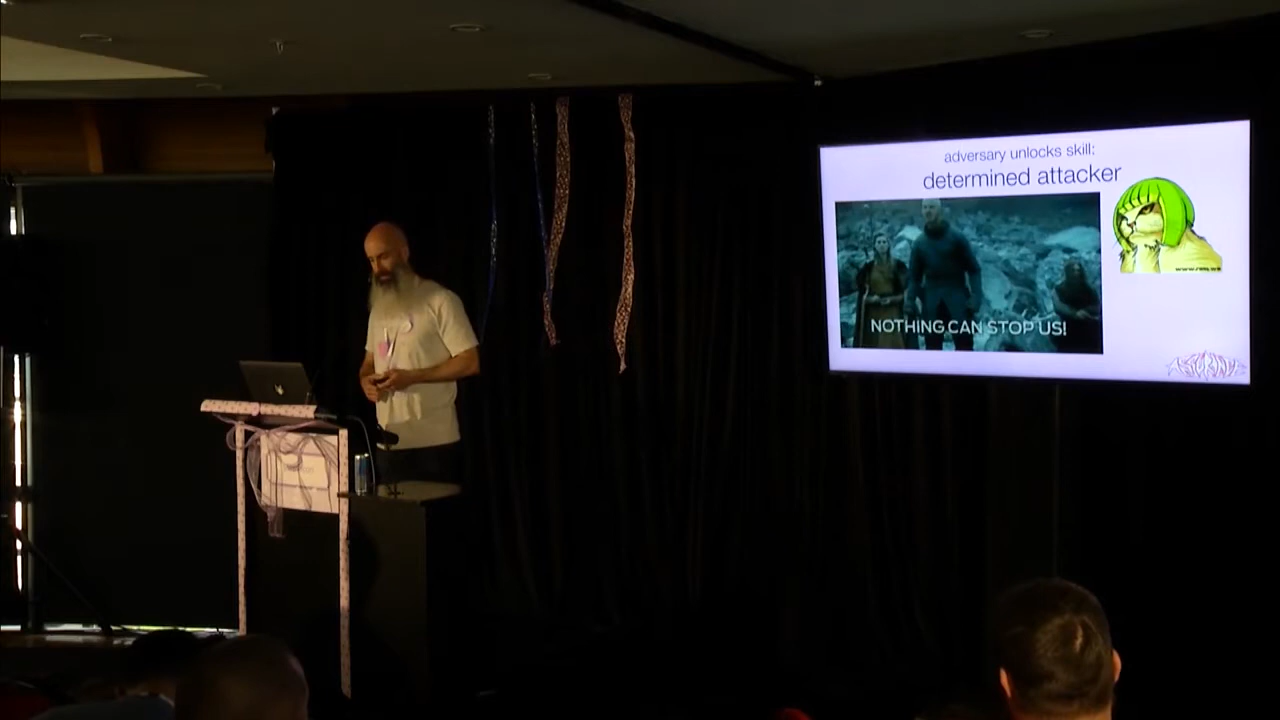 adversary unlocks skill:
determined attacker
NOTHING CAN STOP US!